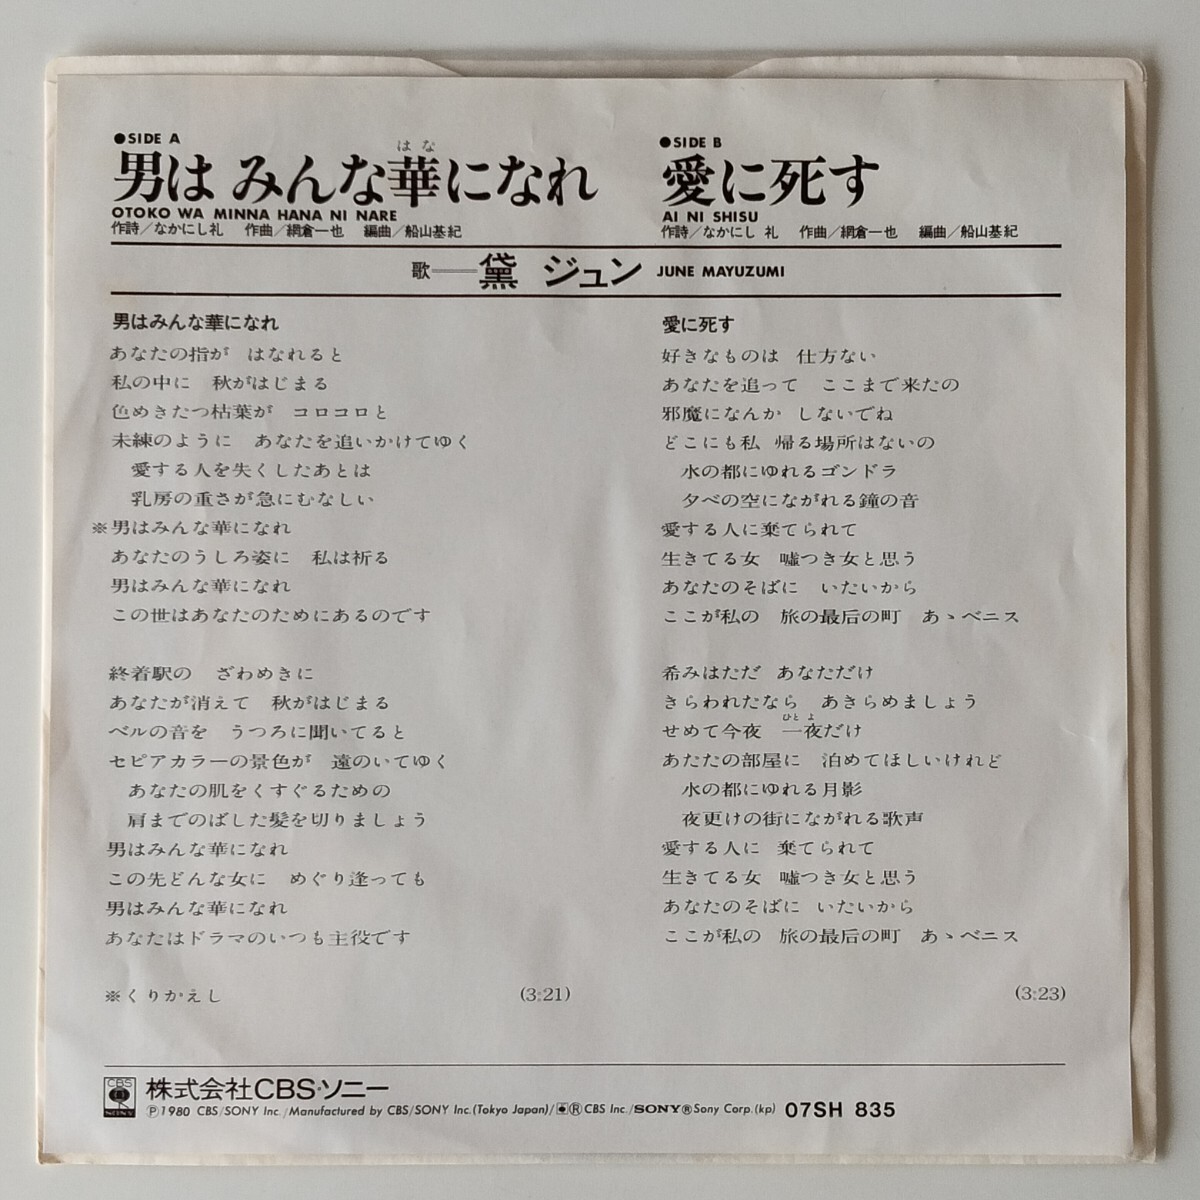 ●SIDE A
はな
男は みんな華になれ
OTOKO WA MINNA HANA NI NARE
作詩/なかにし礼　作曲/網倉一也　編曲/船山基紀
●SIDE B
愛に死す
AI NI SHISU
作詩/なかにし 礼　作曲/網倉一也　編曲/船山基紀
歌──黛 ジュン JUNE MAYUZUMI
男はみんな華になれ
あなたの指が　はなれると
私の中に　秋がはじまる
色めきたつ枯葉が　コロコロと
未練のように　あなたを追いかけてゆく
愛する人を失くしたあとは
乳房の重さが急にむなしい
※男はみんな華になれ
あなたのうしろ姿に　私は祈る
男はみんな華になれ
この世はあなたのためにあるのです
終着駅の　ざわめきに
あなたが消えて　秋がはじまる
ベルの音を　うつろに聞いてると
セピアカラーの景色が　遠のいてゆく
あなたの肌をくすぐるための
肩までのばした髪を切りましょう
男はみんな華になれ
この先どんな女に　めぐり逢っても
男はみんな華になれ
あなたはドラマのいつも主役です
※くりかえし
(3:21)
愛に死す
好きなものは　仕方ない
あなたを追って　ここまで来たの
邪魔になんか　しないでね
どこにも私　帰る場所はないの
水の都にゆれるゴンドラ
夕べの空にながれる鐘の音
愛する人に棄てられて
生きてる女　嘘つき女と思う
あなたのそばに　いたいから
ここが私の　旅の最后の町　あゝベニス
希みはただ　あなただけ
きらわれたなら　あきらめましょう
ひとよ
せめて今夜　一夜だけ
あたたの部屋に　泊めてほしいけれど
水の都にゆれる月影
夜更けの街にながれる歌声
愛する人に　棄てられて
生きてる女　嘘つき女と思う
あなたのそばに　いたいから
ここが私の　旅の最后の町　あゝベニス
(3:23)
CBS
SONY
株式会社CBS・ソニー
Ⓟ1980 CBS/SONY Inc./Manufactured by CBS/SONY Inc.(Tokyo Japan)/®CBS Inc./SONY®Sony Corp.(kp) 07SH 835